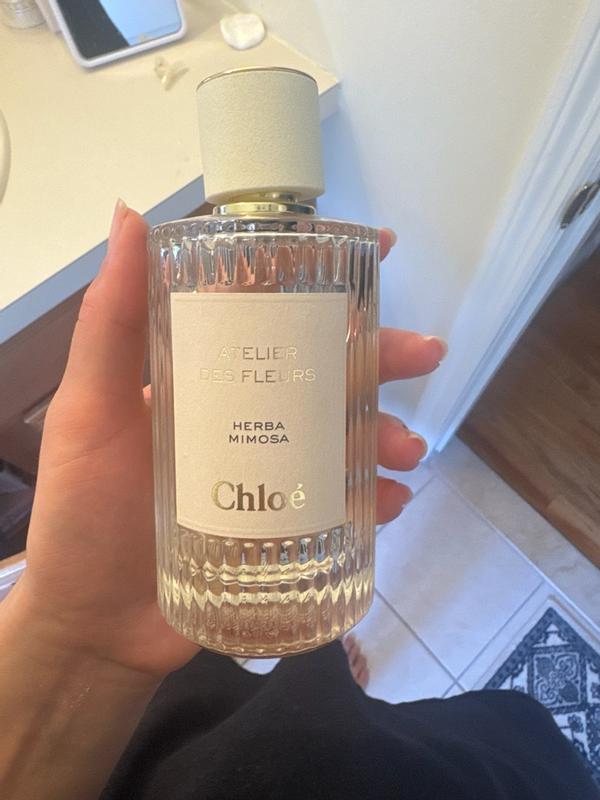 ATELIER
DES FLEURS
HERBA
MIMOSA
Chloé